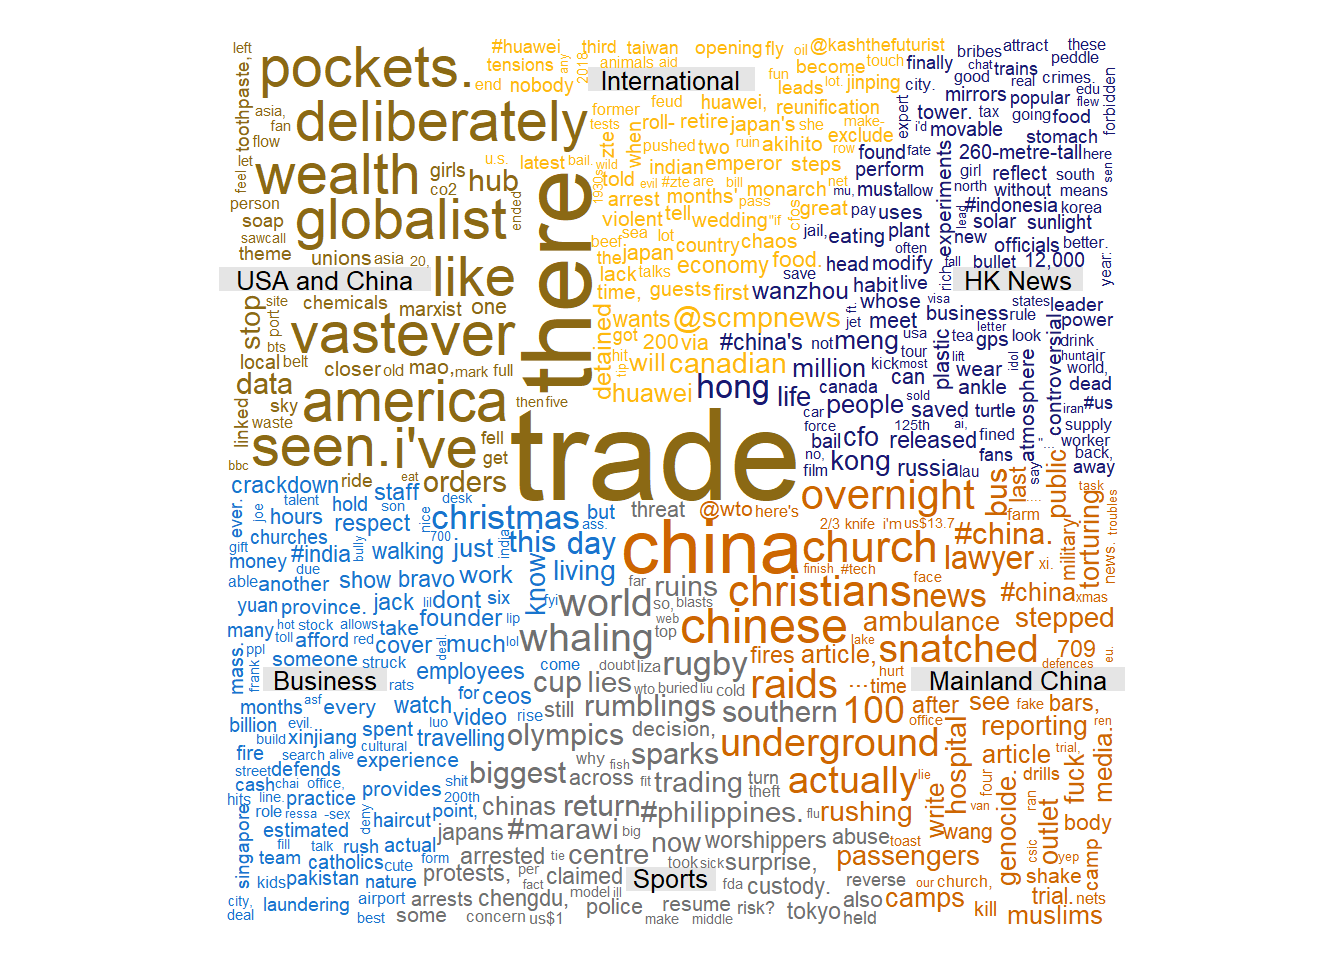 left pockets. #huawei third taiwan opening fly oil @kashthefuturist bribes attract these
toothpaste, tensions any animals aid become touch finally chat trains peddle
end nobody 2018 International fun leads lot. jinping city. good real crimes.
asia, deliberately former feud huawei, reunification expert mirrors popular edu flew forbidden
fan tests roll- retire japan's she make- exclude tower. tax i'd going food
flow pushed two ruin akihito row movable stomach
let wealth girls u.s. latest bail. wild zte when indian emperor steps found fate 260-metre-tall here
feel co2 hub there 1930s told evil #zte are bill monarch net perform experiments girl reflect south sene
person globalist ended arrest months' pass mu, must allow north without means
soap violent tell wedding "if cfos great pay uses lead #indonesia korea
sawcall beef sea lot country chaos jail, eating plant solar sunlight
theme unions asia 20, the japan economy food. often new officials better.
USA and China like lack talks save head modify fall bullet 12,000 year.
stop site chemicals marxist one time, guests first wanzhou habit live rich HK News
port vastever wants @scmpnews ft. whose visa business rule states leader
bts detained got 200 via #china's not jet meet tea letter look power
local belt closer old mao, mark full hit will canadian meng usa tour plastic gps controversial drink
data sky tip huawei hong million kick most lift idol hunt air
linked america then five life canada can wear ankle atmosphere world, dead
waste trade car people sold saved turtle iran #us
seen. i've fell force 125th ai, fined "... supply
bbc get bail cfo released fans say worker
eat no, film kong russia lau back, away
crackdown ride orders overnight bus last public task
ever. talent hold staff son desk christmas but threat @wto here's 2/3 knife i'm us$13.7 farm ..... troubles
joe hours respect nice ass. china church #china. military torturing
gift churches 700 this day lawyer xi. news.
money #india bully walking just india know finish #tech
able due another show bravo work living far ruins christians news face #china xmas
yuan province. jack lil dont six fyi world so, blasts ambulance stepped
many hot stock allows take founder lip whaling web top chinese
toll afford red cover deal. much lol lake snatched 709
ppl mass. someone struck employees come doubt liza rugby fires article, hurt defences eu.
frank Business rats for cup lies wto buried liu cold raids ... time Mainland China
months asf every watch ceos still rumblings southern 100 after see fake bars,
billion evil. spent luo video rise office reporting ren
build xinjiang travelling olympics decision, underground hospital article trial, media.
fire search alive cultural experience why fish sparks
street defends biggest across fit trading turn actually lie four drills fuck.
cash chai office, provides shit theft write van ran
hits line. practice 200th chinas return #philippines. flu rushing genocide. outlet
role ressa -sex deny haircut point, japans #marawi big now worshippers abuse toast wang body
singapore estimated rush actual csic yep
fill talk form arrested tie centre took sick surprise, passengers shake camp
team catholics cute protests, per claimed
kids pakistan nature fact Sports fda custody. reverse our church, trial. nets
city, laundering airport arrests chengdu, model ill resume risk? also camps kill
deal best some concern us$1 police make middle tokyo held muslims